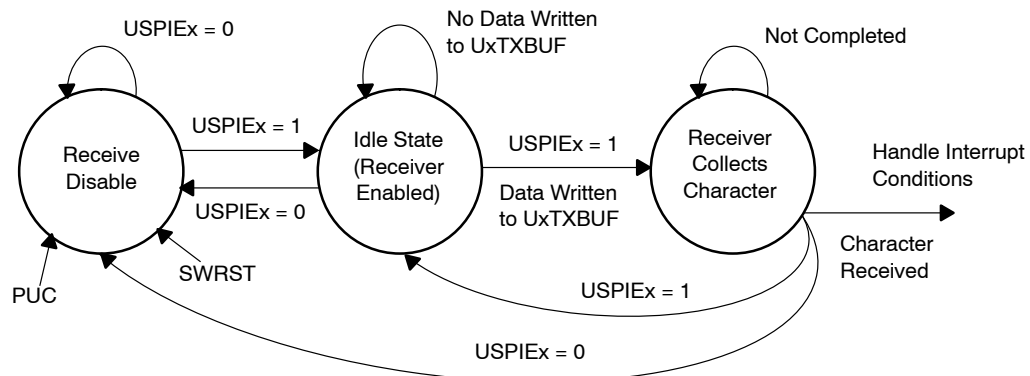 USPIEx = 0
No Data Written
to UxTXBUF
Not Completed
Receive
Disable
USPIEx = 1
USPIEx = 0
Idle State
(Receiver
Enabled)
USPIEx = 1
Data Written
to UxTXBUF
Receiver
Collects
Character
Handle Interrupt
Conditions
Character
Received
PUC
SWRST
USPIEx = 1
USPIEx = 0